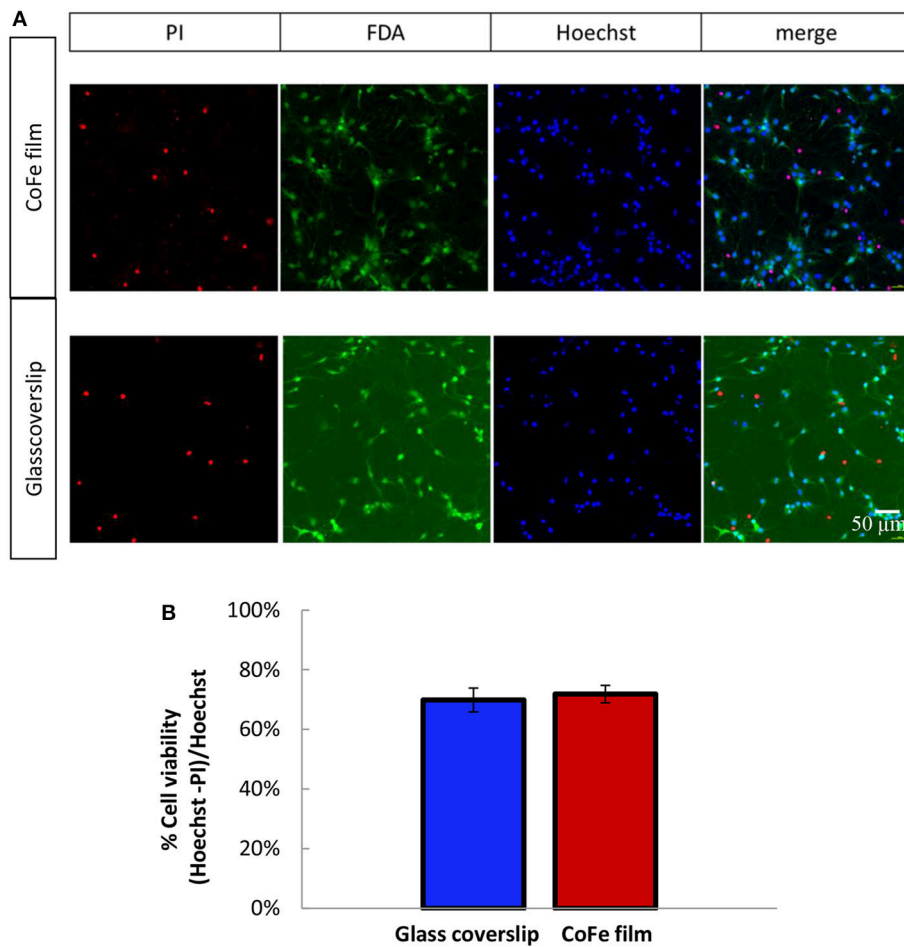 A
PI FDA Hoechst merge
CoFe film
Glasscoverslip
50 µm
B
% Cell viability
(Hoechst -PI)/Hoechst
100%
80%
60%
40%
20%
0%
Glass coverslip CoFe film